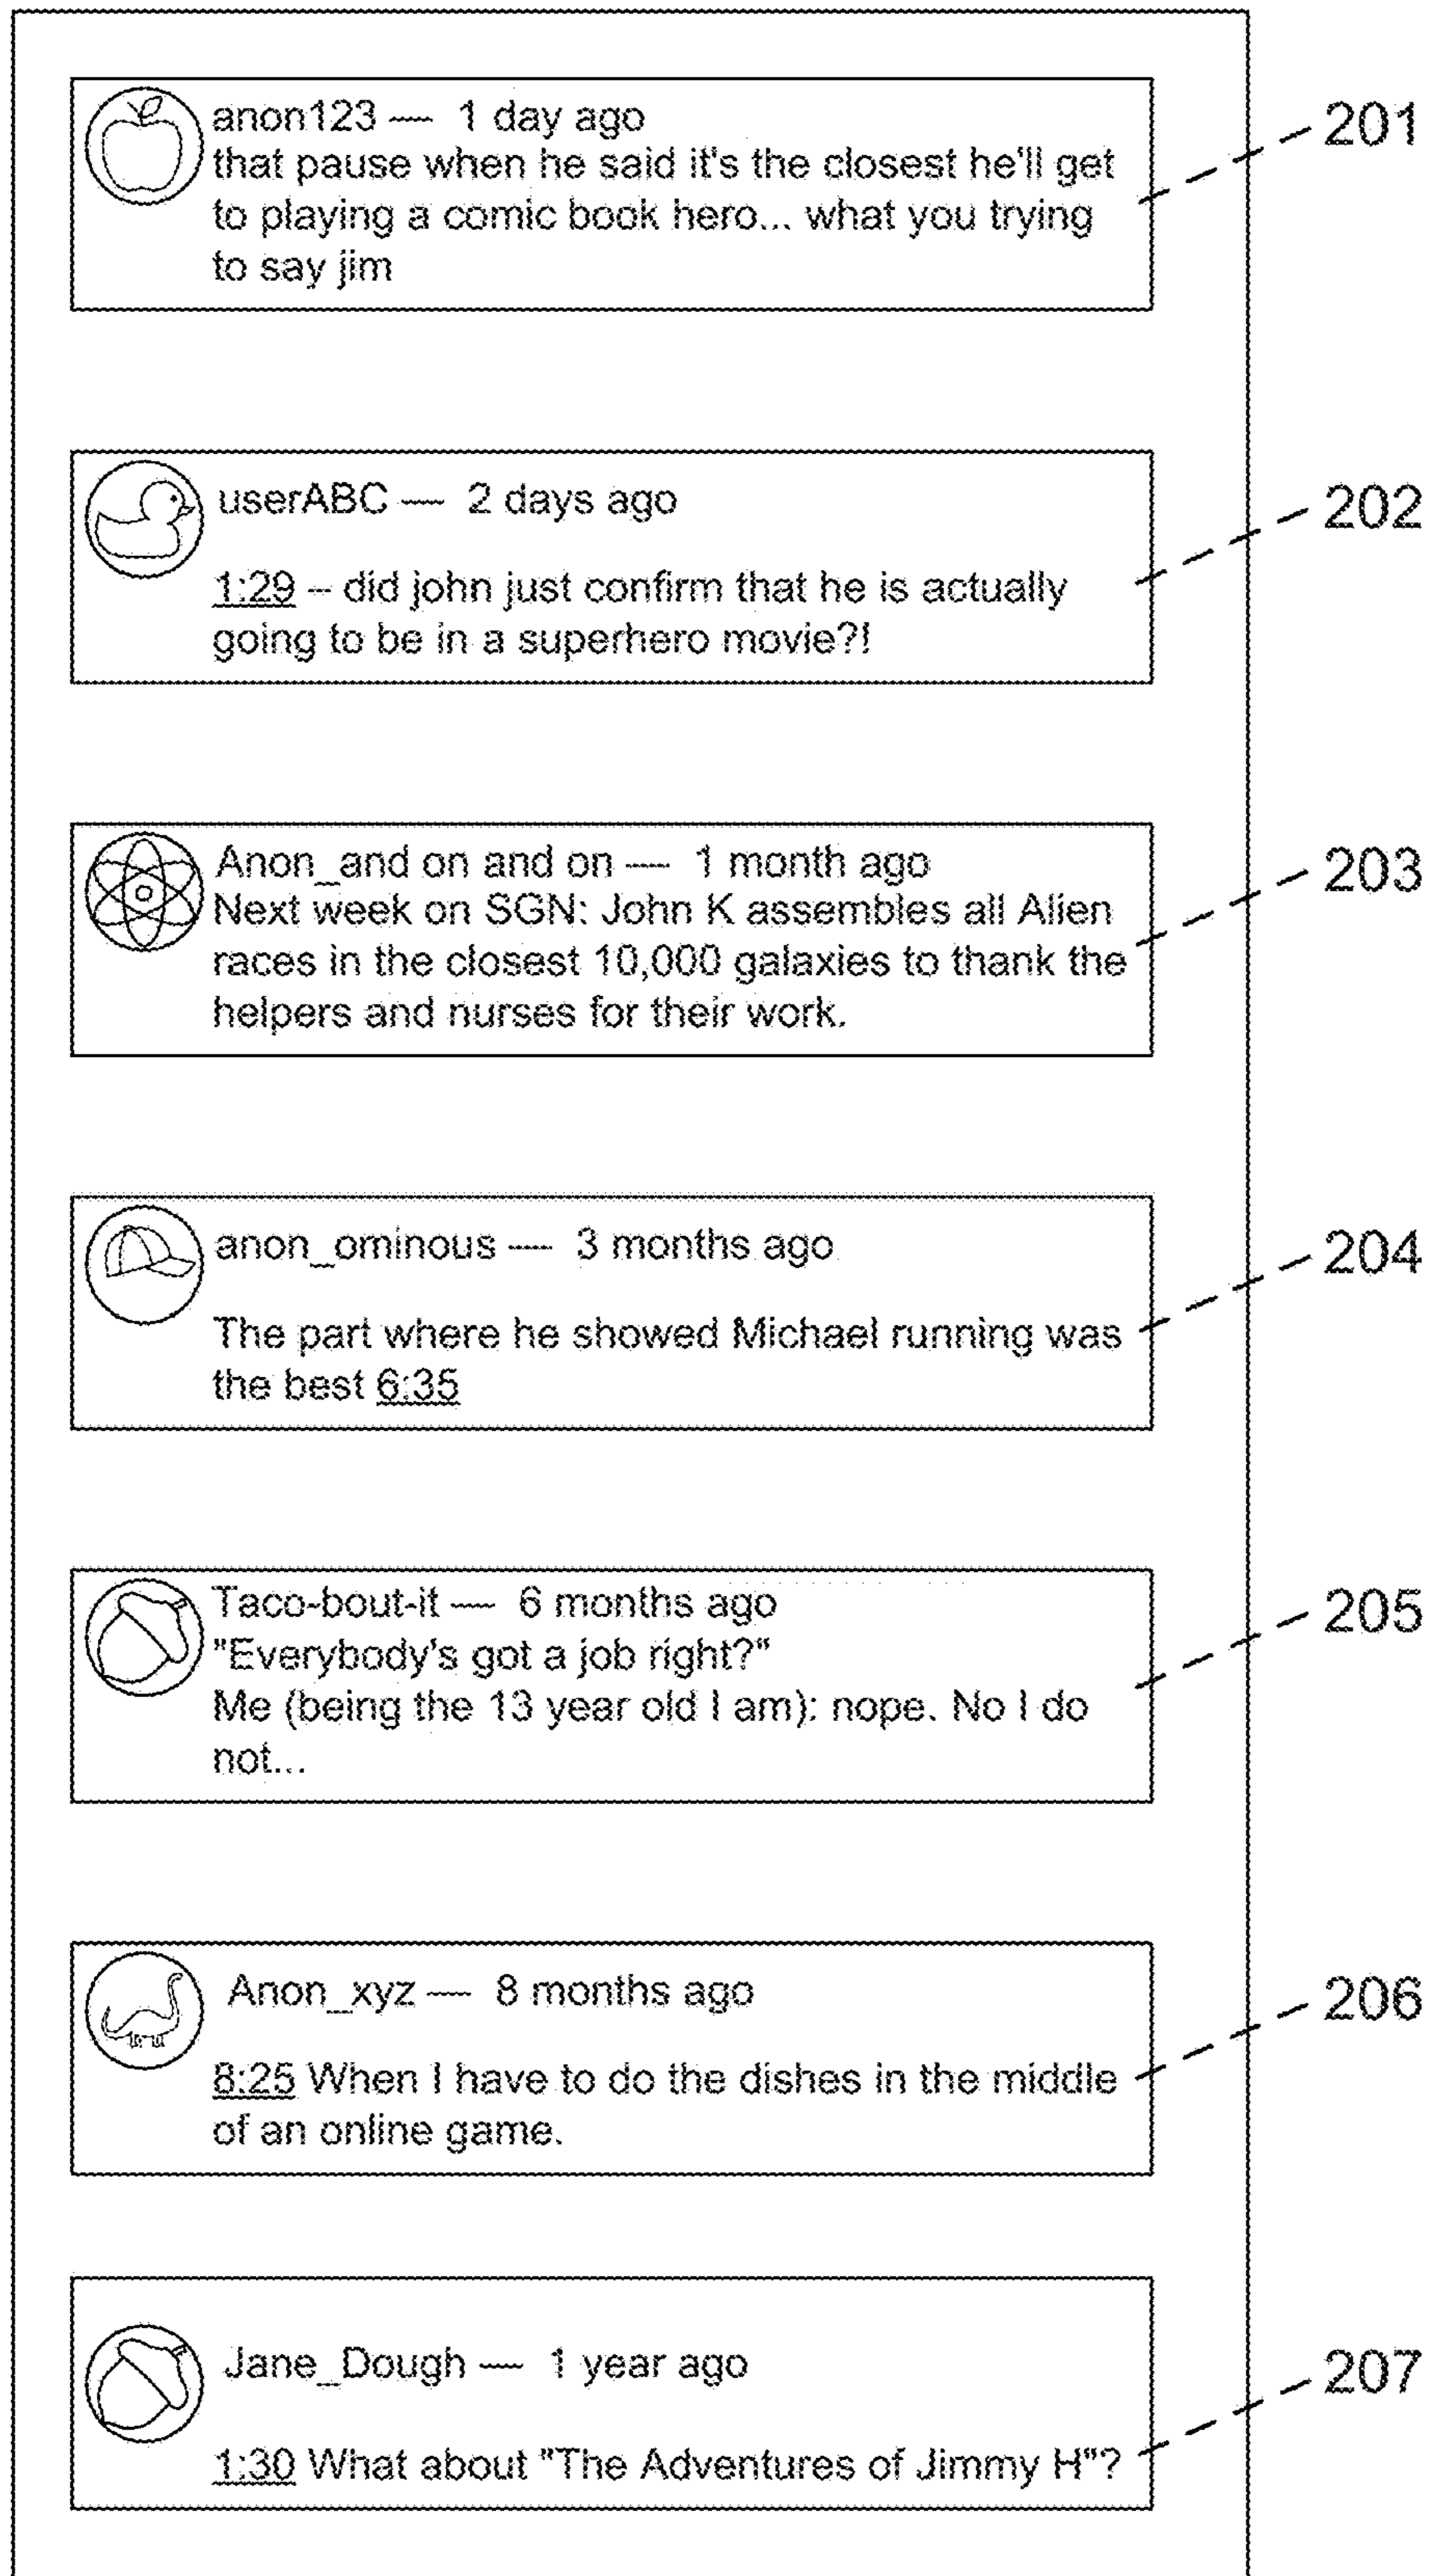 anon123 — 1 day ago
that pause when he said it's the closest he'll get
to playing a comic book hero... what you trying
to say jim
201
userABC — 2 days ago
1:29 – did john just confirm that he is actually
going to be in a superhero movie?!
202
Anon_and on and on — 1 month ago
Next week on SGN: John K assembles all Alien
races in the closest 10,000 galaxies to thank the
helpers and nurses for their work.
203
anon_ominous — 3 months ago
The part where he showed Michael running was
the best 6:35
204
Taco-bout-it — 6 months ago
"Everybody's got a job right?"
Me (being the 13 year old I am): nope. No I do
not...
205
Anon_xyz — 8 months ago
8:25 When I have to do the dishes in the middle
of an online game.
206
Jane_Dough — 1 year ago
1:30 What about "The Adventures of Jimmy H"?
207